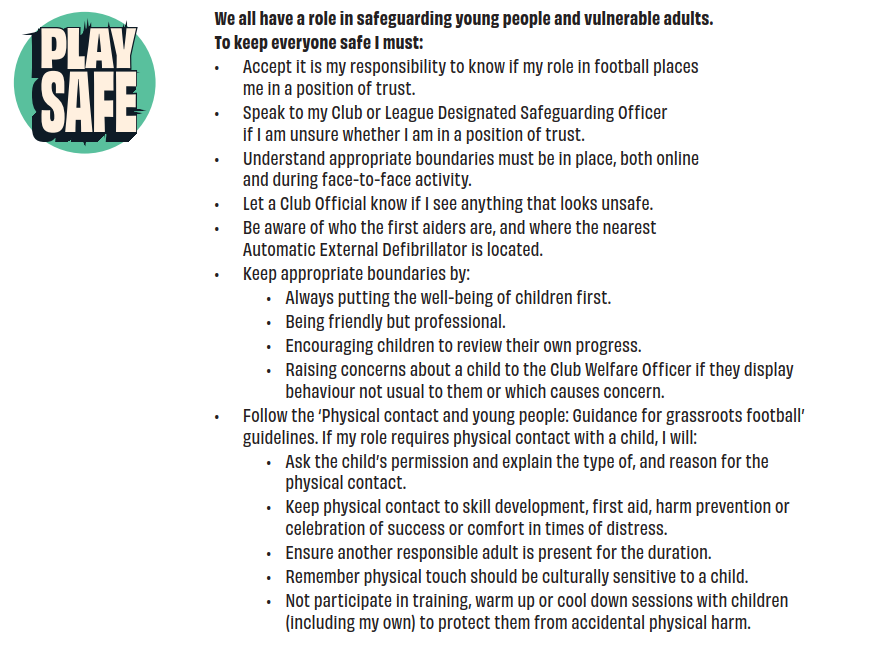 PLAY
SAFE
We all have a role in safeguarding young people and vulnerable adults.
To keep everyone safe I must:
• Accept it is my responsibility to know if my role in football places
me in a position of trust.
• Speak to my Club or League Designated Safeguarding Officer
if I am unsure whether I am in a position of trust.
• Understand appropriate boundaries must be in place, both online
and during face-to-face activity.
• Let a Club Official know if I see anything that looks unsafe.
• Be aware of who the first aiders are, and where the nearest
Automatic External Defibrillator is located.
• Keep appropriate boundaries by:
• Always putting the well-being of children first.
• Being friendly but professional.
• Encouraging children to review their own progress.
• Raising concerns about a child to the Club Welfare Officer if they display
behaviour not usual to them or which causes concern.
• Follow the ‘Physical contact and young people: Guidance for grassroots football’
guidelines. If my role requires physical contact with a child, I will:
• Ask the child’s permission and explain the type of, and reason for the
physical contact.
• Keep physical contact to skill development, first aid, harm prevention or
celebration of success or comfort in times of distress.
• Ensure another responsible adult is present for the duration.
• Remember physical touch should be culturally sensitive to a child.
• Not participate in training, warm up or cool down sessions with children
(including my own) to protect them from accidental physical harm.